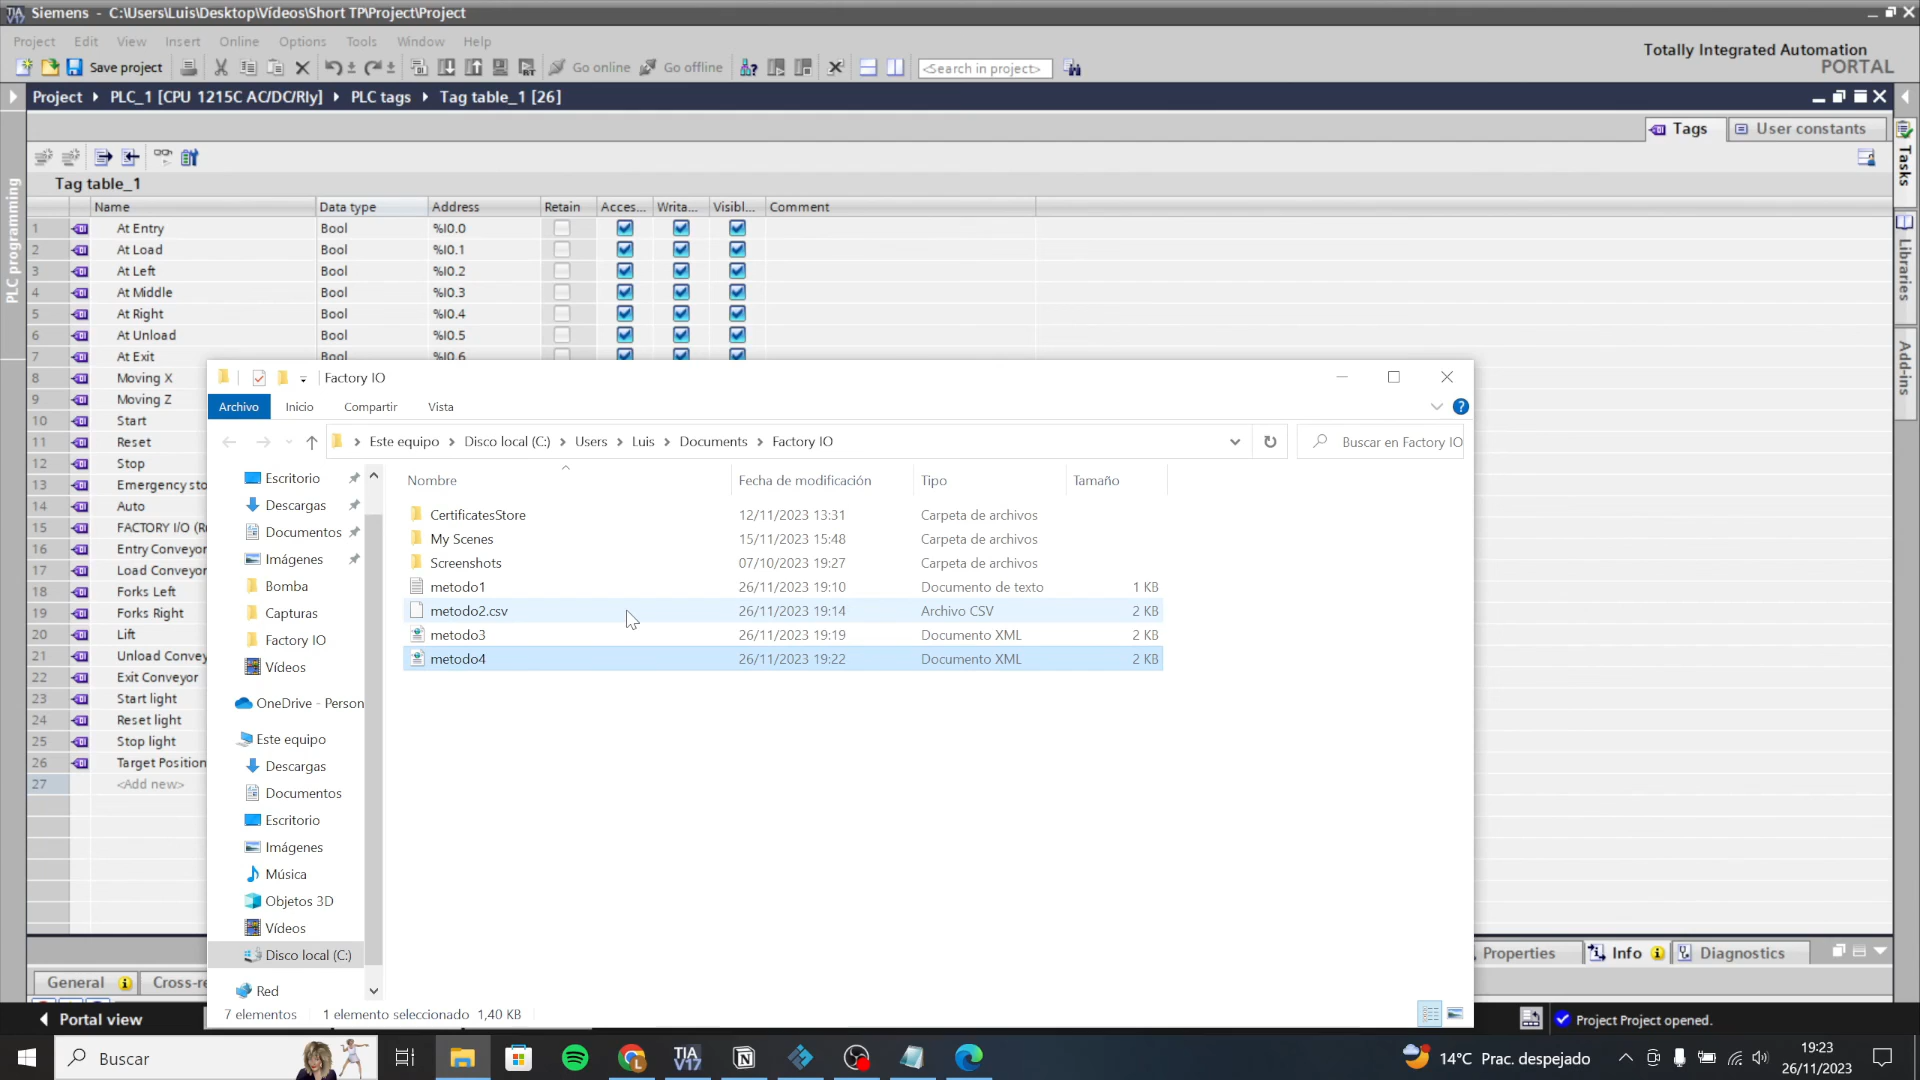 Siemens - C:\Users\Luis\Desktop\Vídeos\Short TP\Project\Project
Project Edit View Insert Online Options Tools Window Help
Totally Integrated Automation
PORTAL
Save project Go online Go offline <Search in project>
Project PLC_1 [CPU 1215C AC/DC/Rly] PLC tags Tag table_1 [26]
Tags User constants
Tasks
Libraries
Add-ins
PLC programming
Tag table_1
Name Data type Address Retain Acces... Writa... Visibl... Comment
1 At Entry Bool %I0.0
2 At Load Bool %I0.1
3 At Left Bool %I0.2
4 At Middle Bool %I0.3
5 At Right Bool %I0.4
6 At Unload Bool %I0.5
7 At Exit Bool %I0.6
8 Moving X
9 Moving Z
10 Start
11 Reset
12 Stop
13 Emergency sto
14 Auto
15 FACTORY I/O (R
16 Entry Conveyor
17 Load Conveyor
18 Forks Left
19 Forks Right
20 Lift
21 Unload Convey
22 Exit Conveyor
23 Start light
24 Reset light
25 Stop light
26 Target Position
27 <Add new>
Factory IO
Archivo Inicio Compartir Vista
Este equipo Disco local (C:) Users Luis Documents Factory IO
Buscar en Factory IO
Escritorio
Descargas
Documentos
Imágenes
Bomba
Capturas
Factory IO
Vídeos
OneDrive - Person
Este equipo
Descargas
Documentos
Escritorio
Imágenes
Música
Objetos 3D
Vídeos
Disco local (C:)
Red
Nombre Fecha de modificación Tipo Tamaño
CertificatesStore 12/11/2023 13:31 Carpeta de archivos
My Scenes 15/11/2023 15:48 Carpeta de archivos
Screenshots 07/10/2023 19:27 Carpeta de archivos
metodo1 26/11/2023 19:10 Documento de texto 1 KB
metodo2.csv 26/11/2023 19:14 Archivo CSV 2 KB
metodo3 26/11/2023 19:19 Documento XML 2 KB
metodo4 26/11/2023 19:22 Documento XML 2 KB
7 elementos 1 elemento seleccionado 1,40 KB
Properties Info Diagnostics
General Cross-re
Portal view
Project Project opened.
Buscar
TIA V17
14°C Prac. despejado
19:23
26/11/2023